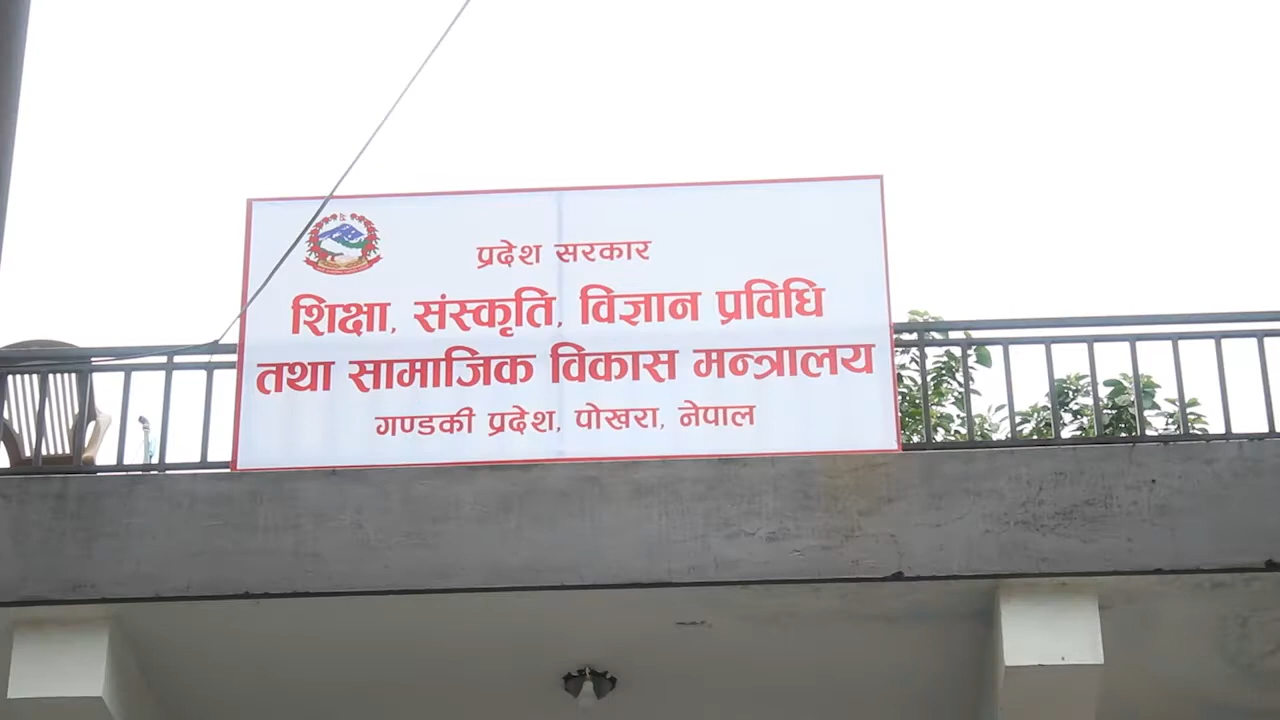 प्रदेश सरकार
शिक्षा, संस्कृति, विज्ञान प्रविधि
तथा सामाजिक विकास मन्त्रालय
गण्डकी प्रदेश, पोखरा, नेपाल